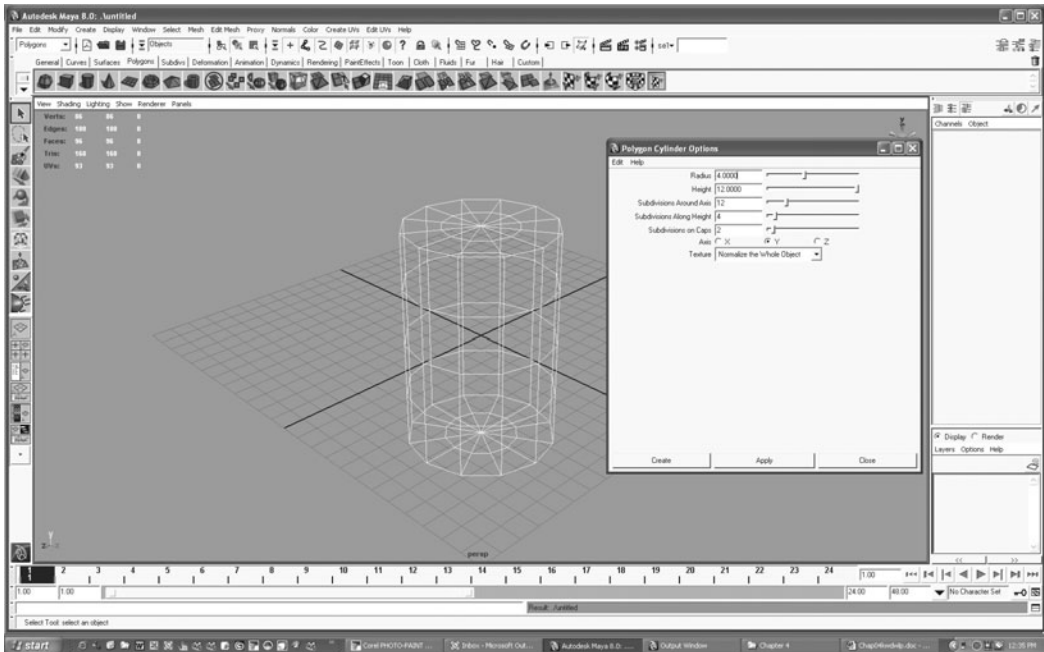 Autodesk Maya 8.0: .\untitled
File Edit Modify Create Display Window Select Mesh Edit Mesh Proxy Normals Color Create UVs Edit UVs Help
Polygons
Objects
sel+
General Curves Surfaces Polygons Subdivs Deformation Animation Dynamics Rendering PaintEffects Toon Cloth Fluids Fur Hair Custom
View Shading Lighting Show Renderer Panels
Verts: 86 86 0
Edges: 180 180 0
Faces: 96 96 0
Tris: 168 168 0
UVs: 93 93 0
Channels Object
Polygon Cylinder Options
Edit Help
Radius 4.0000
Height 12.0000
Subdivisions Around Axis 12
Subdivisions Along Height 4
Subdivisions on Caps 2
Axis X Y Z
Texture Normalize the Whole Object
Create Apply Close
Display Render
Layers Options Help
persp
1 2 3 4 5 6 7 8 9 10 11 12 13 14 15 16 17 18 19 20 21 22 23 24
1
1.00
1.00 1.00 24.00 48.00 No Character Set
Result: ./untitled
Select Tool: select an object
start Corel PHOTO-PAINT ... Inbox - Microsoft Out... Autodesk Maya 8.0: ... Output Window Chapter 4 12:35 PM